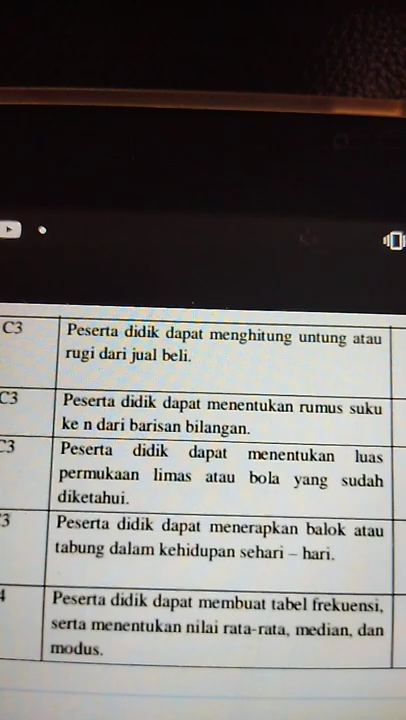 C3 Peserta didik dapat menghitung untung atau
rugi dari jual beli.
C3 Peserta didik dapat menentukan rumus suku
ke n dari barisan bilangan.
C3 Peserta didik dapat menentukan luas
permukaan limas atau bola yang sudah
diketahui.
3 Peserta didik dapat menerapkan balok atau
tabung dalam kehidupan sehari – hari.
4 Peserta didik dapat membuat tabel frekuensi,
serta menentukan nilai rata-rata, median, dan
modus.